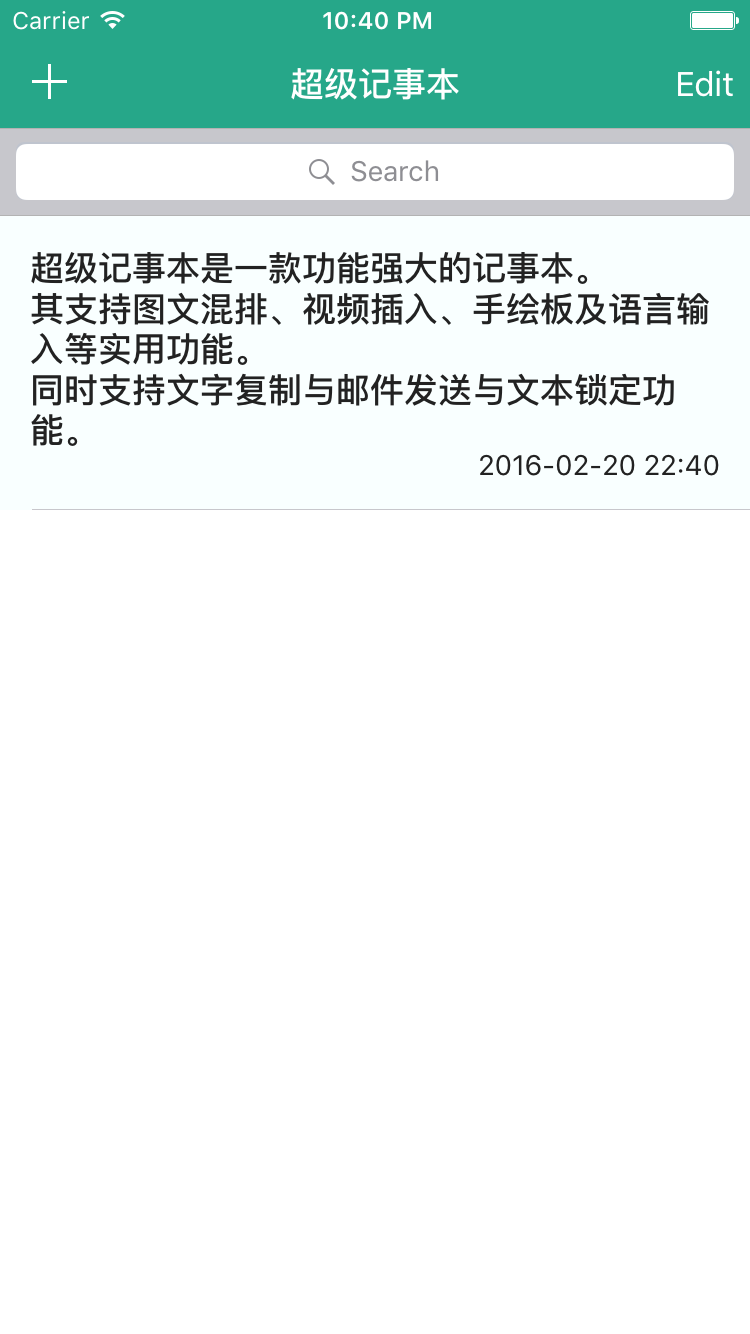 Carrier 10:40 PM
超级记事本 Edit
Search
超级记事本是一款功能强大的记事本。
其支持图文混排、视频插入、手绘板及语言输
入等实用功能。
同时支持文字复制与邮件发送与文本锁定功
能。
2016-02-20 22:40